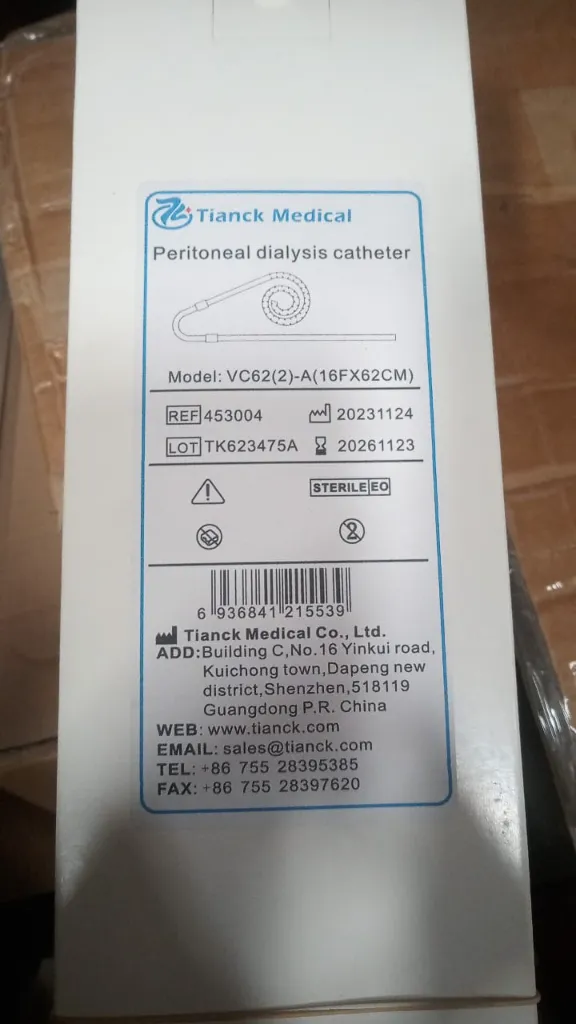 Tianck Medical
Peritoneal dialysis catheter
Model: VC62(2)-A(16FX62CM)
REF 453004 20231124
LOT TK623475A 20261123
STERILE EO
2
6 936841 215539
Tianck Medical Co., Ltd.
ADD:Building C,No.16 Yinkui road,
Kuichong town,Dapeng new
district,Shenzhen,518119
Guangdong P.R. China
WEB: www.tianck.com
EMAIL: sales@tianck.com
TEL: +86 755 28395385
FAX: +86 755 28397620